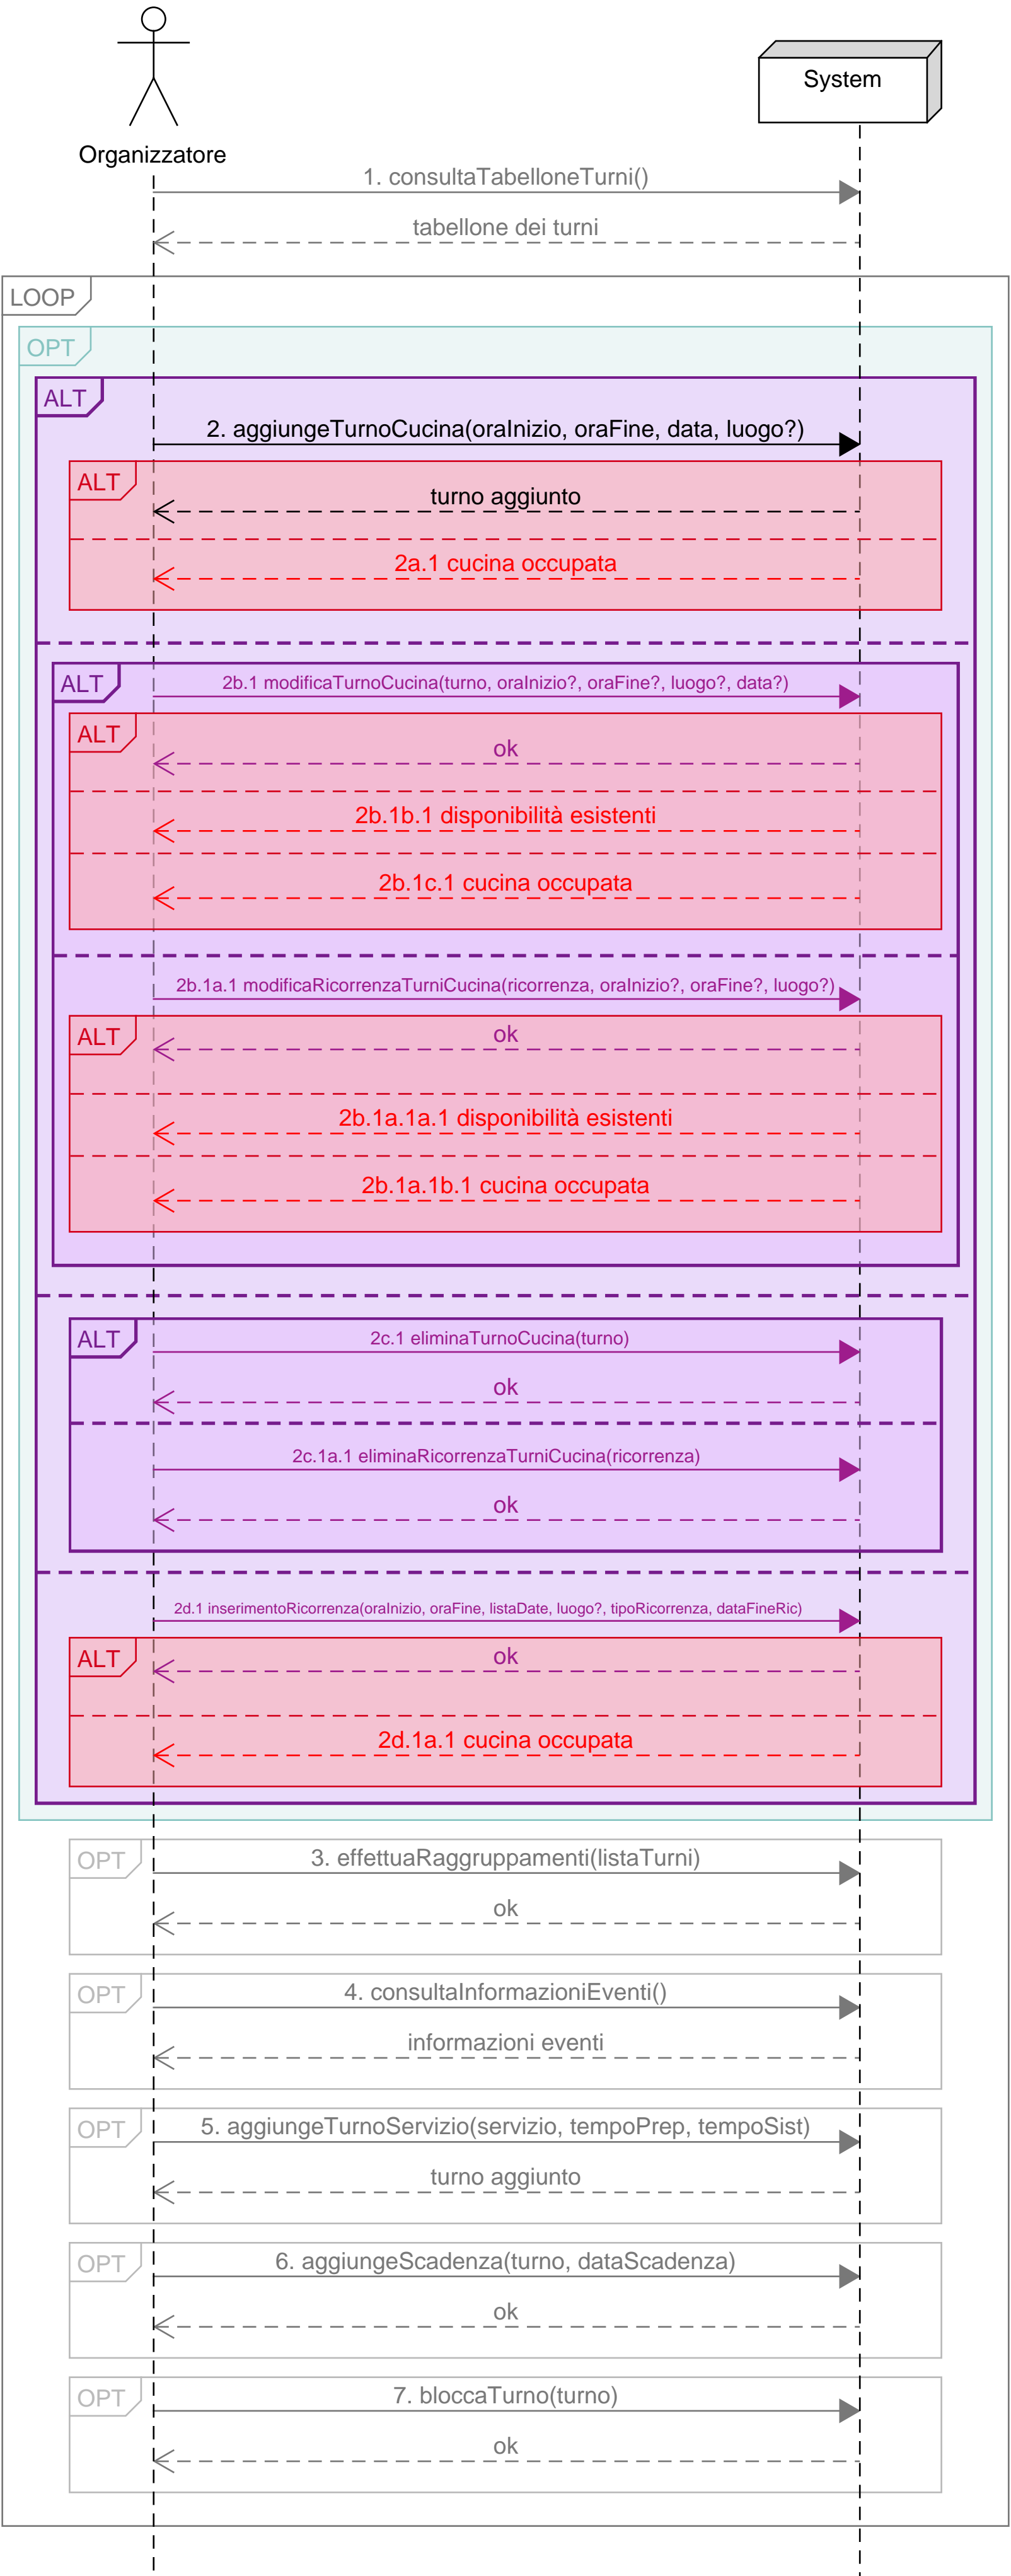 System
Organizzatore
1. consultaTabelloneTurni()
tabellone dei turni
LOOP
OPT
ALT
2. aggiungeTurnoCucina(oraInizio, oraFine, data, luogo?)
ALT
turno aggiunto
2a.1 cucina occupata
ALT
2b.1 modificaTurnoCucina(turno, oraInizio?, oraFine?, luogo?, data?)
ALT
ok
2b.1b.1 disponibilità esistenti
2b.1c.1 cucina occupata
2b.1a.1 modificaRicorrenzaTurniCucina(ricorrenza, oraInizio?, oraFine?, luogo?)
ALT
ok
2b.1a.1a.1 disponibilità esistenti
2b.1a.1b.1 cucina occupata
ALT
2c.1 eliminaTurnoCucina(turno)
ok
2c.1a.1 eliminaRicorrenzaTurniCucina(ricorrenza)
ok
2d.1 inserimentoRicorrenza(oraInizio, oraFine, listaDate, luogo?, tipoRicorrenza, dataFineRic)
ALT
ok
2d.1a.1 cucina occupata
OPT
3. effettuaRaggruppamenti(listaTurni)
ok
OPT
4. consultaInformazioniEventi()
informazioni eventi
OPT
5. aggiungeTurnoServizio(servizio, tempoPrep, tempoSist)
turno aggiunto
OPT
6. aggiungeScadenza(turno, dataScadenza)
ok
OPT
7. bloccaTurno(turno)
ok